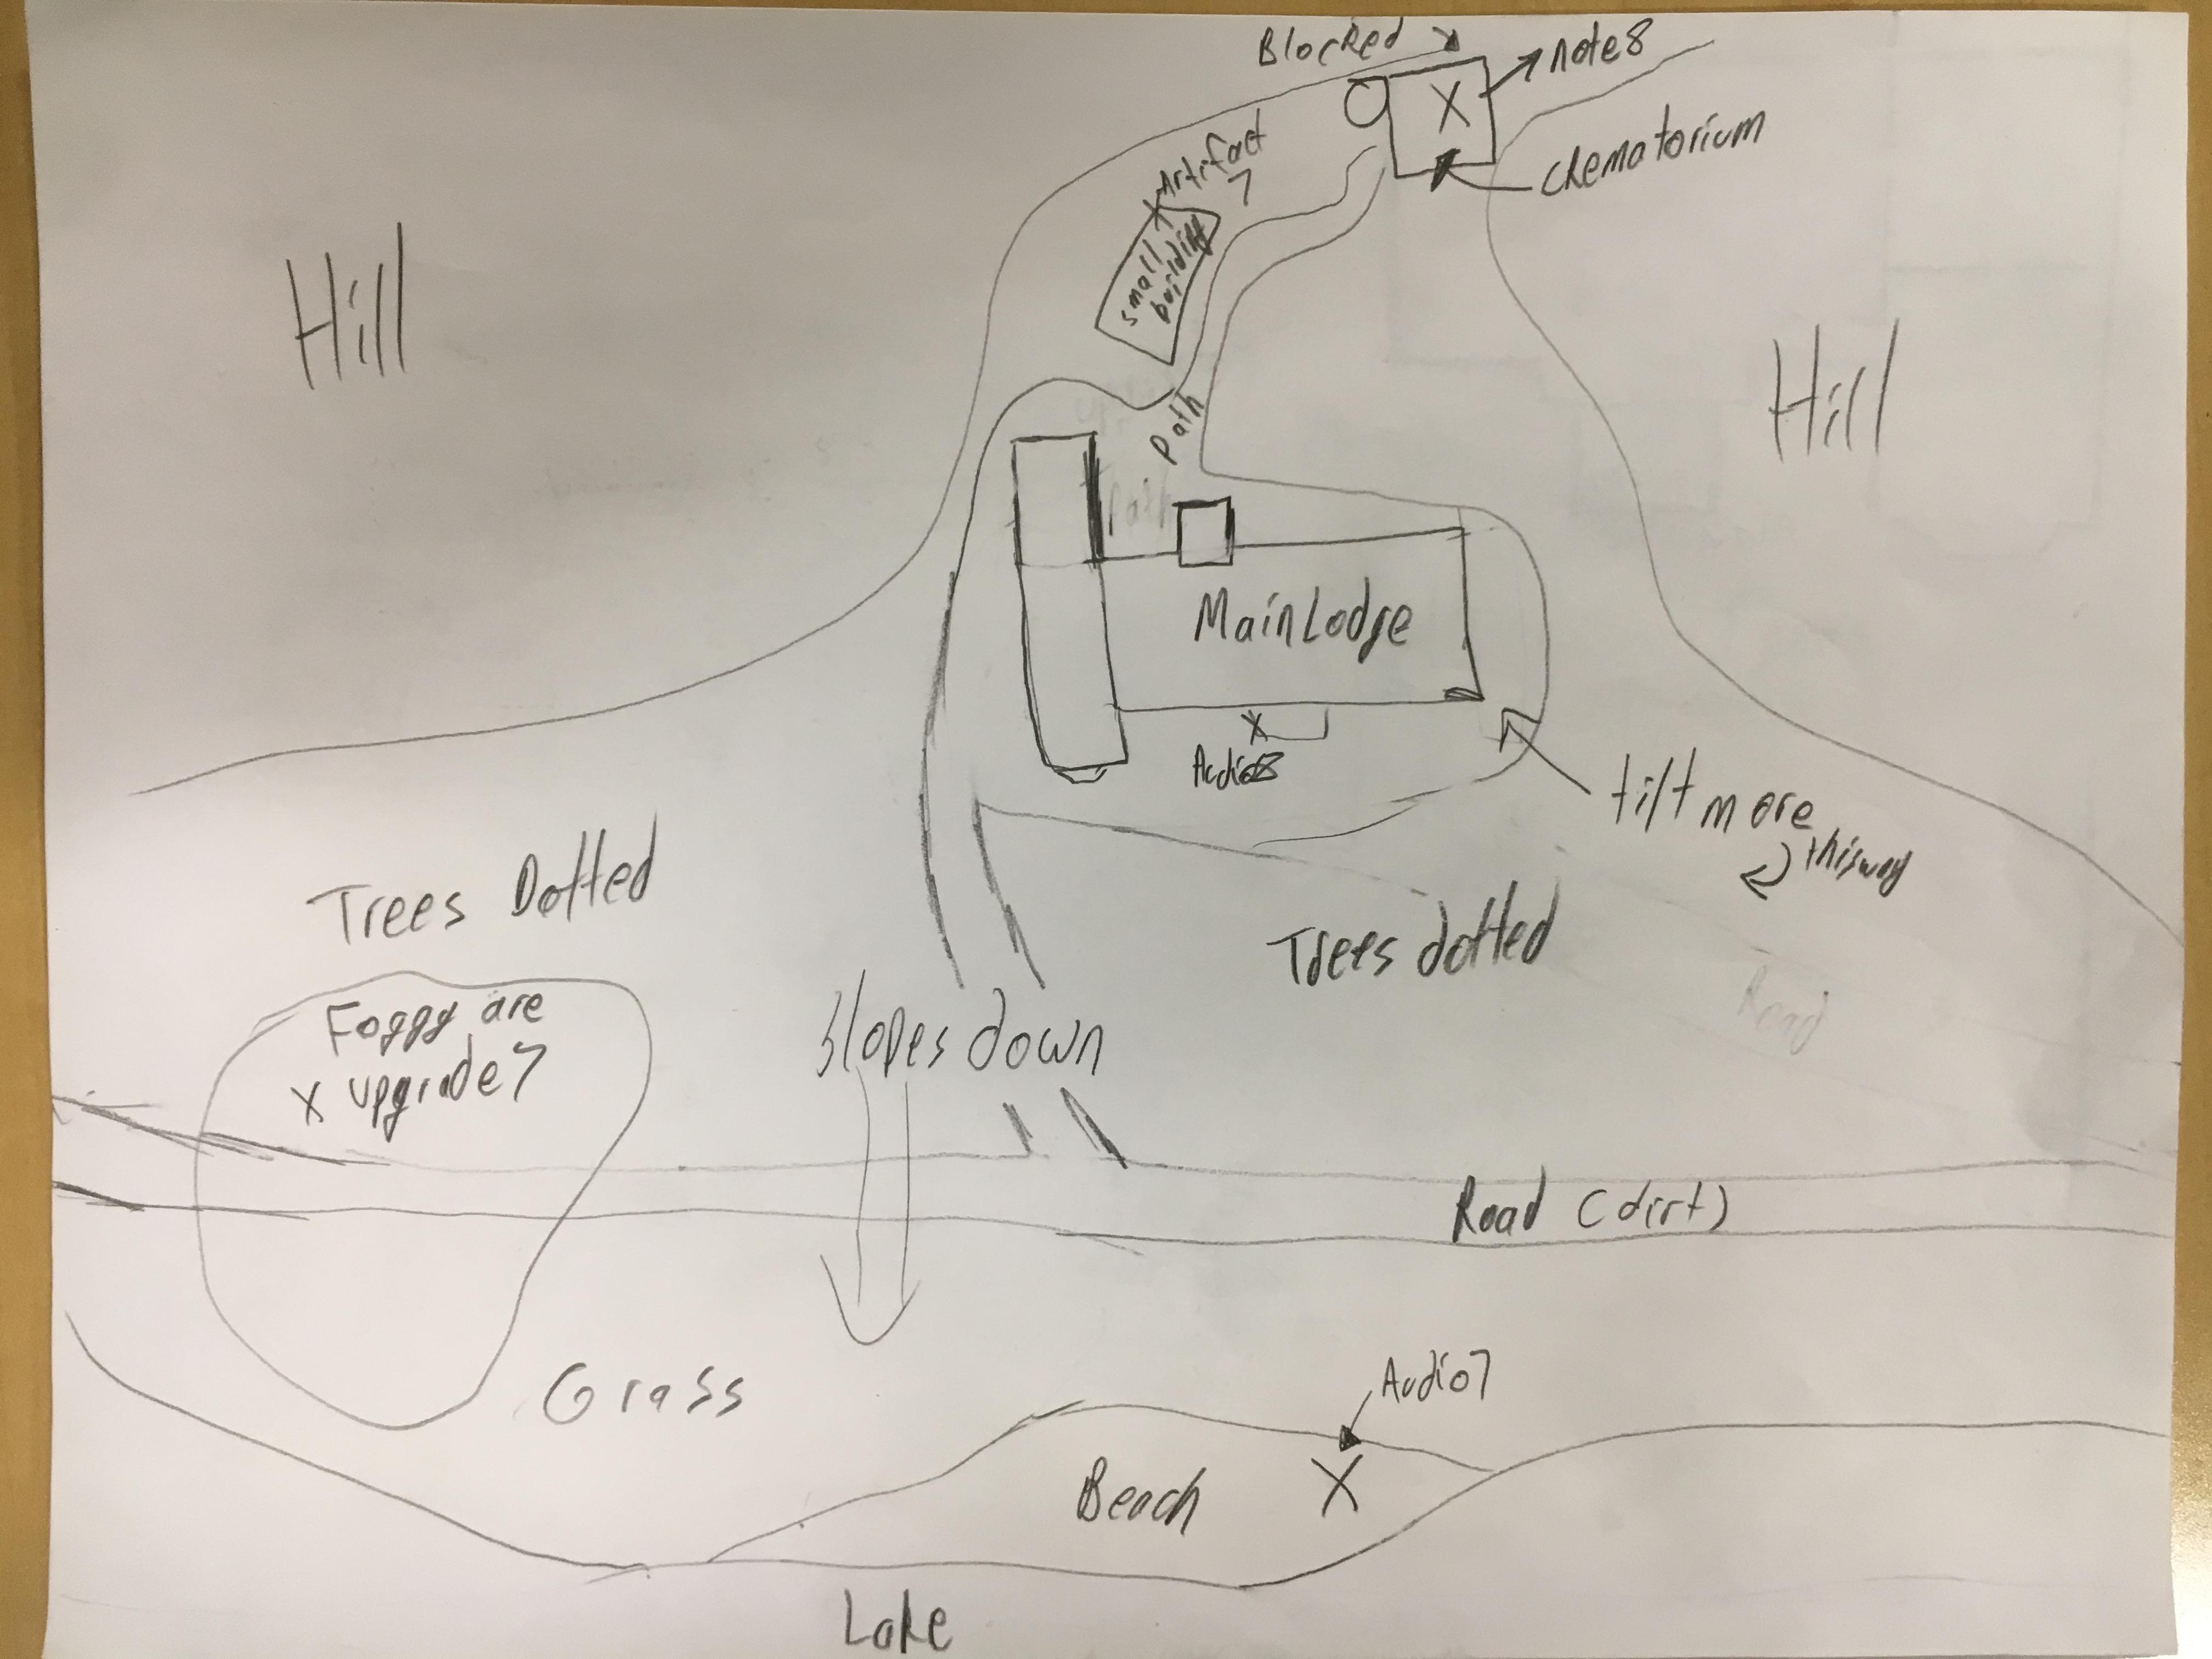 Blocked
note8
Artifact
7
chematorium
small
building
Hill
Hill
Path
Main Lodge
Audio8
tilt more
this way
Trees Dotted
Trees dotted
Foggy are
X upgrade7
Slopes down
Road
Road (dirt)
Grass
Audio7
Beach
X
Lake